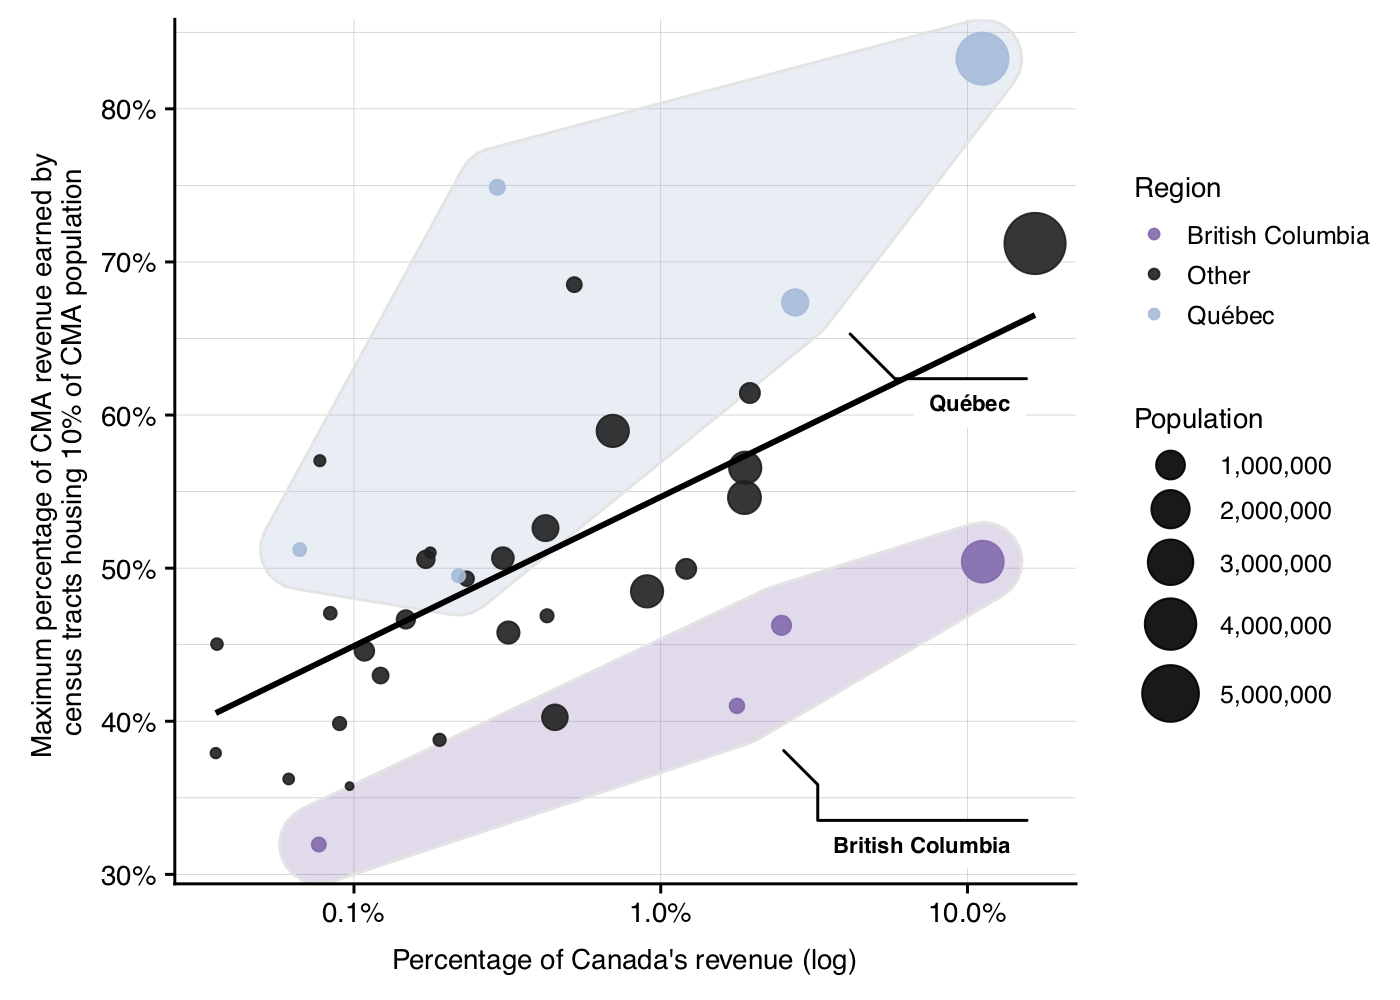 Maximum percentage of CMA revenue earned by
census tracts housing 10% of CMA population
80%
70%
60%
50%
40%
30%
0.1%
1.0%
10.0%
Percentage of Canada's revenue (log)
Québec
British Columbia
Region
British Columbia
Other
Québec
Population
1,000,000
2,000,000
3,000,000
4,000,000
5,000,000